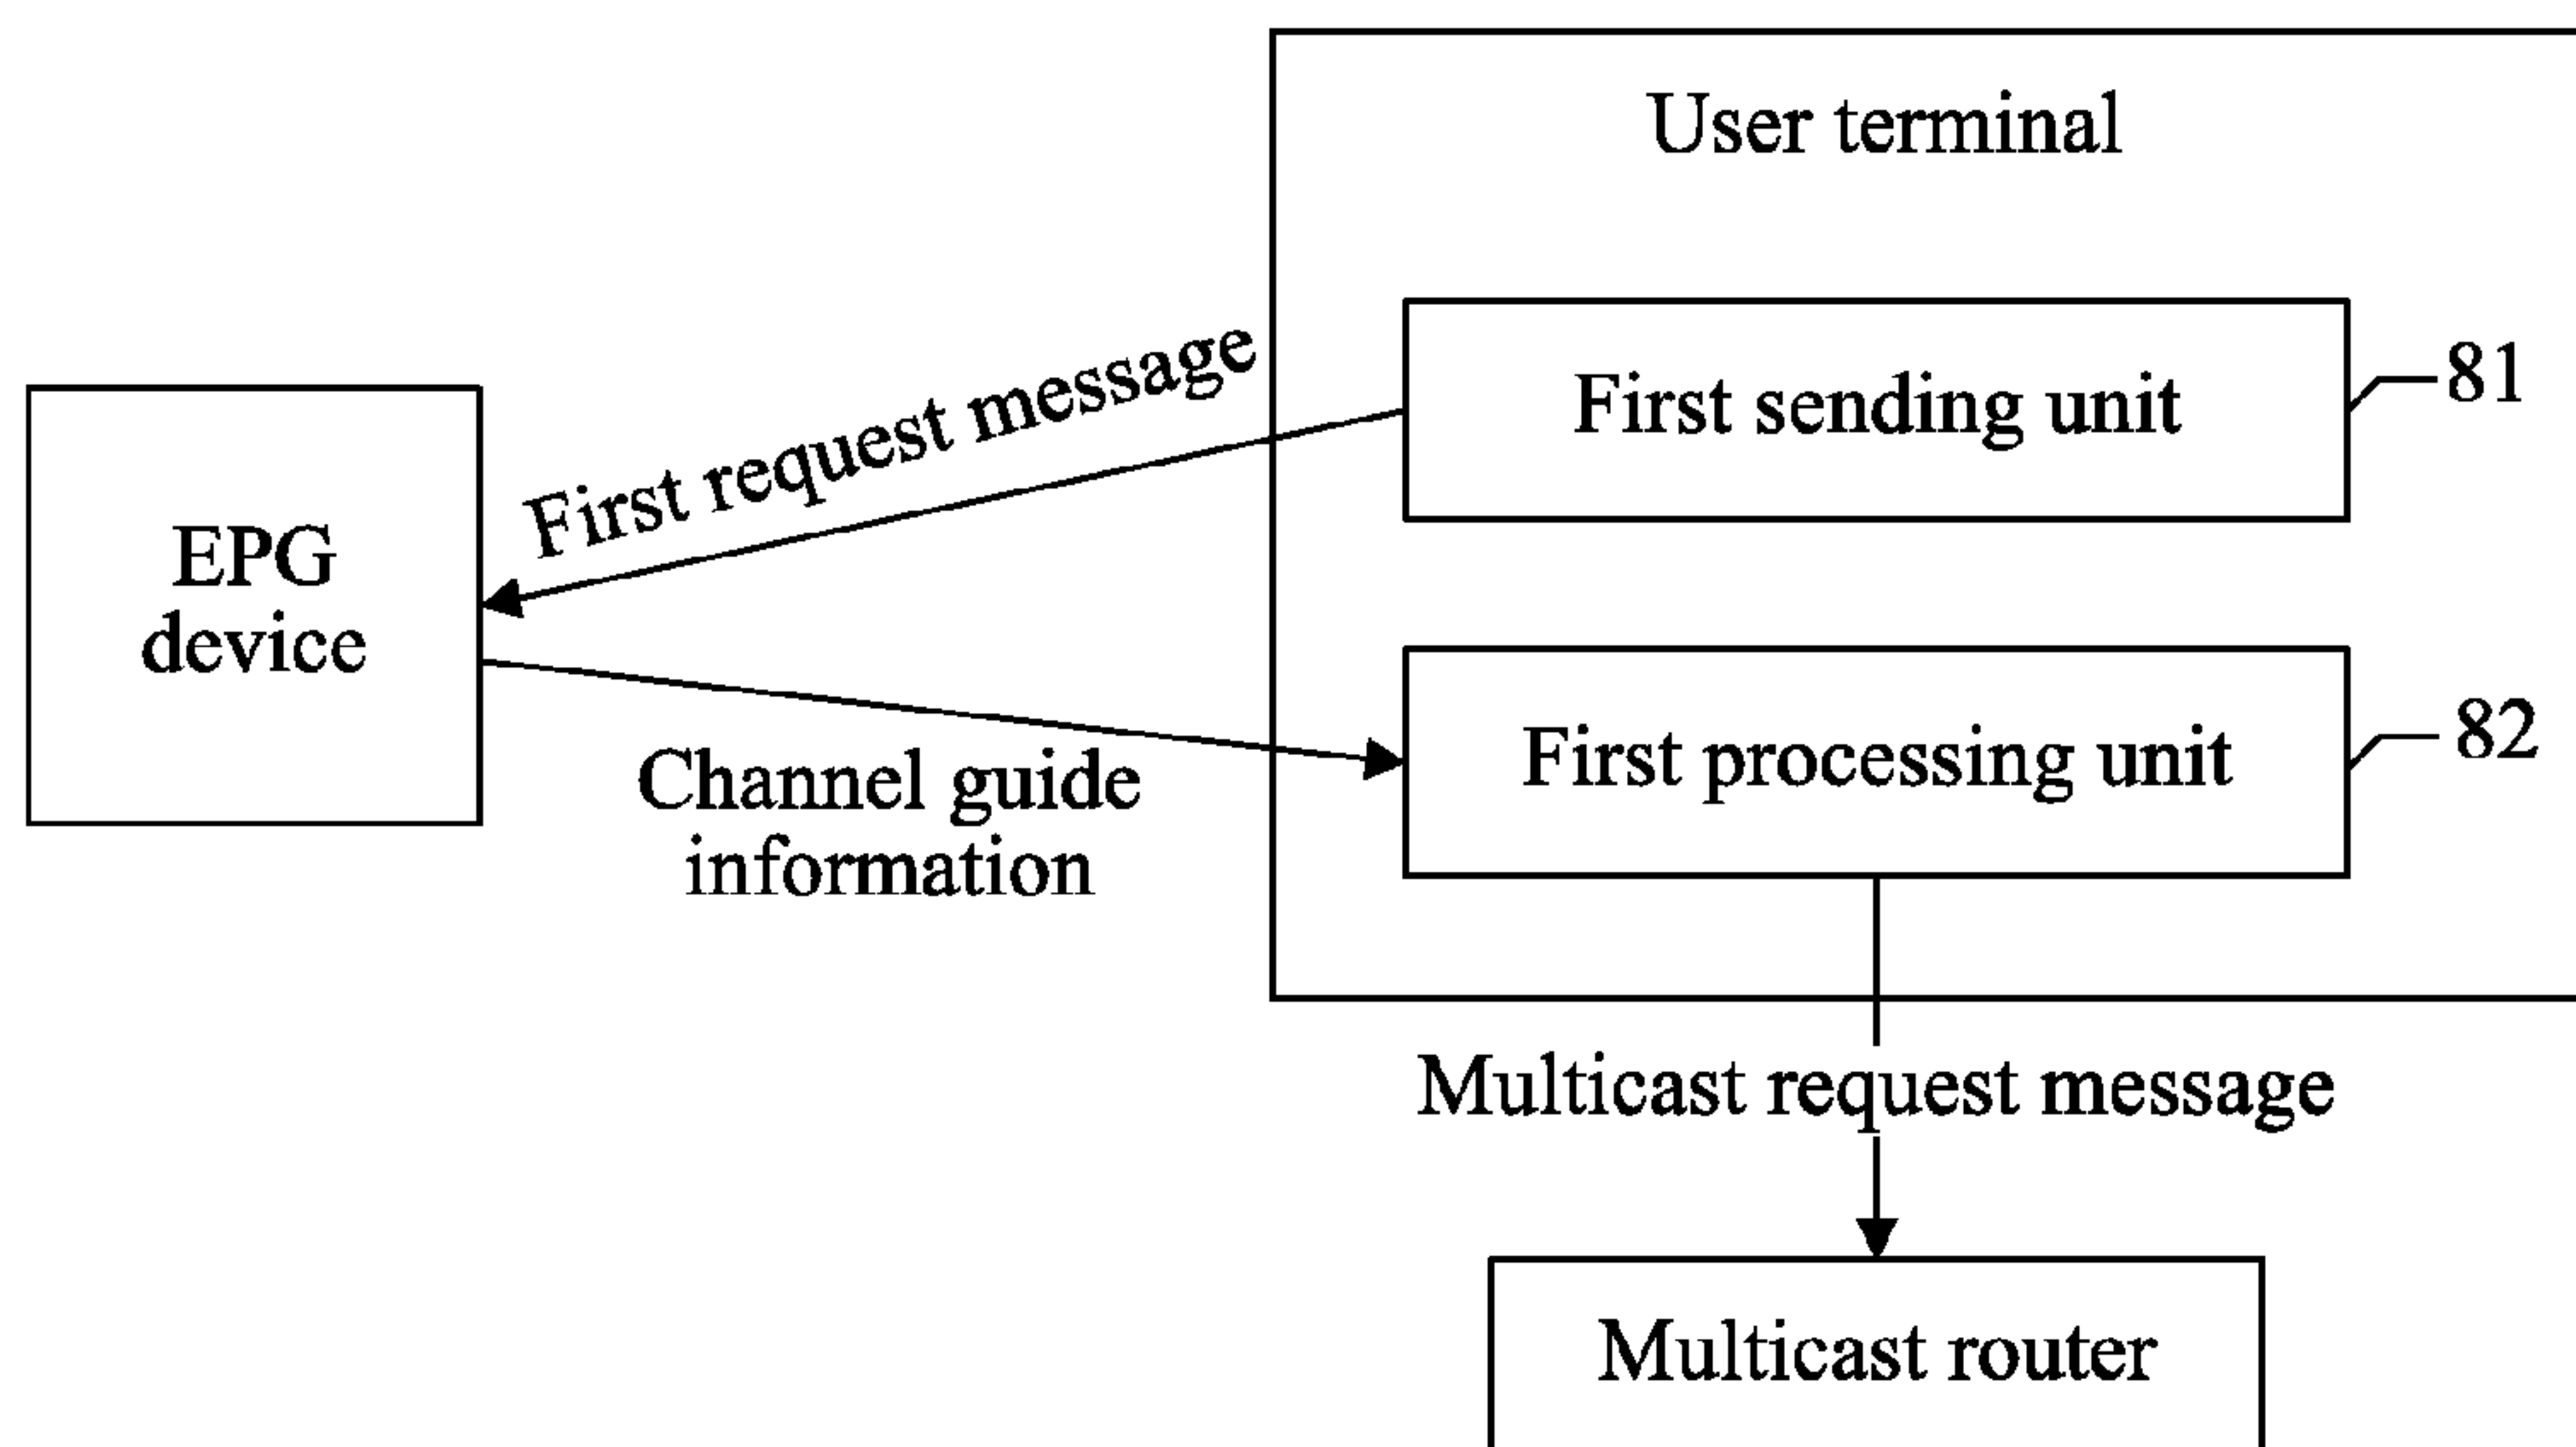 User terminal
First request message
First sending unit
81
EPG
device
First processing unit
82
Channel guide
information
Multicast request message
Multicast router